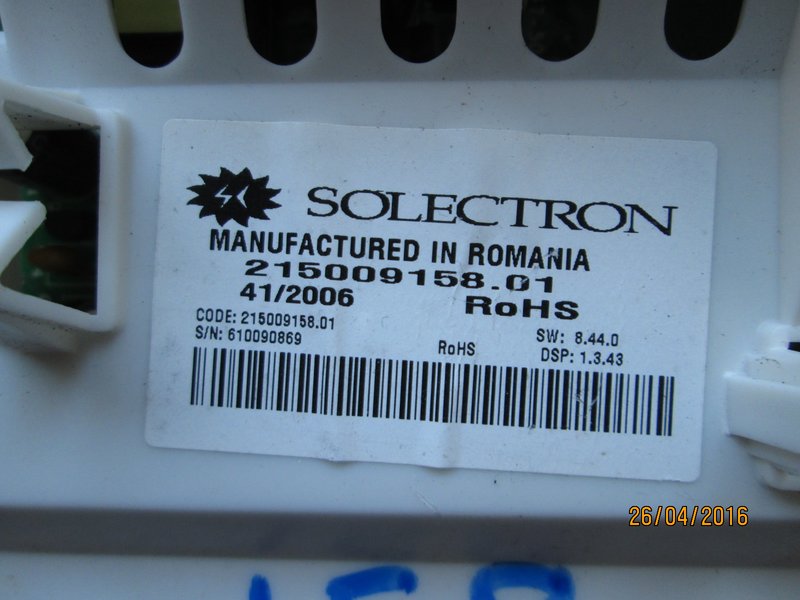 SOLECTRON
MANUFACTURED IN ROMANIA
215009158.01
41/2006 RoHS
CODE: 215009158.01 SW: 8.44.0
S/N: 610090869 RoHS DSP: 1.3.43
26/04/2016